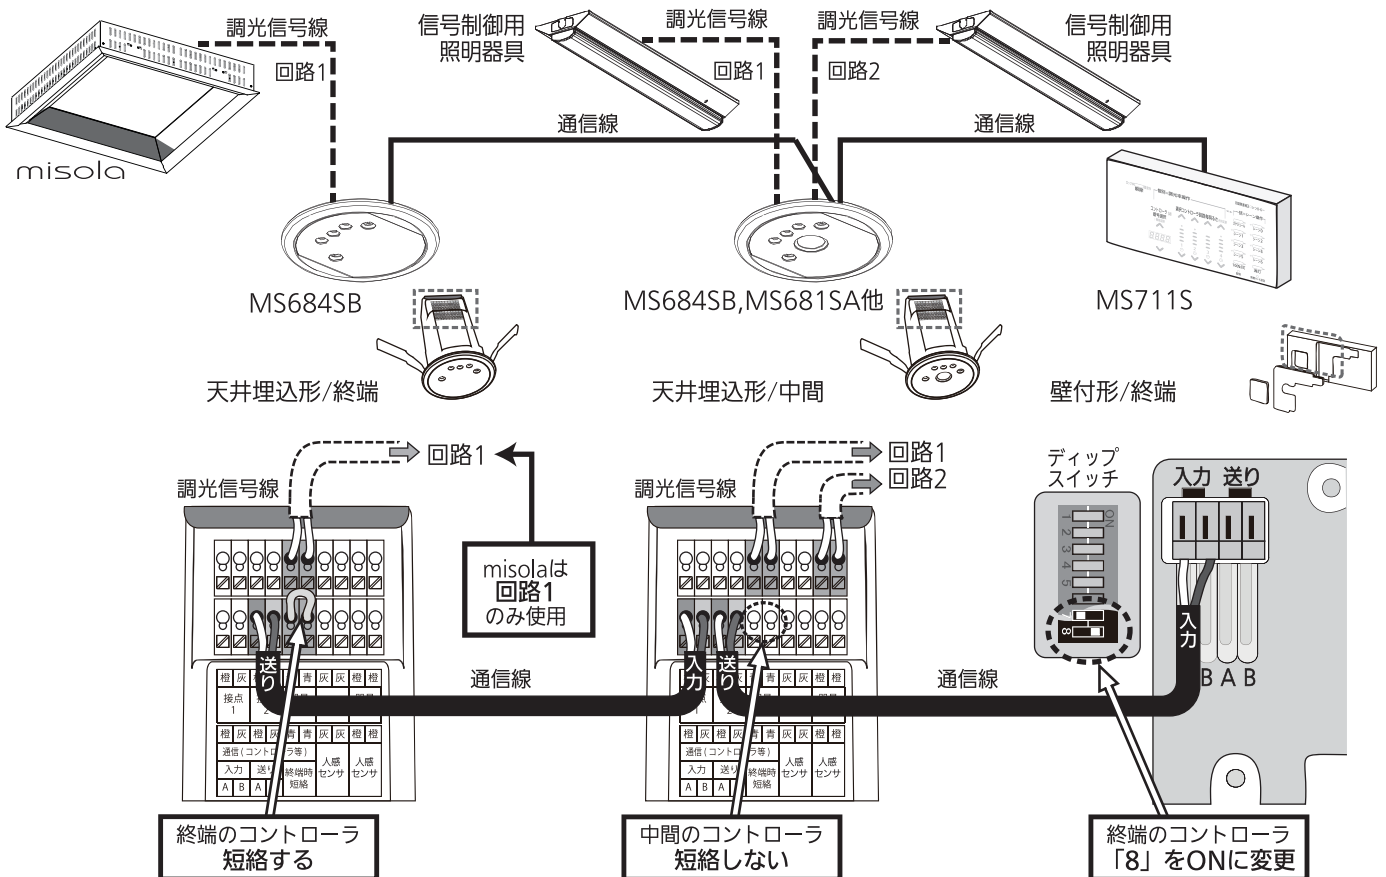 調光信号線
回路1
信号制御用
照明器具
調光信号線
回路1
調光信号線
回路2
信号制御用
照明器具
通信線
通信線
misola
MS684SB
MS684SB,MS681SA他
MS711S
天井埋込形/終端
天井埋込形/中間
壁付形/終端
回路1
調光信号線
misolaは
回路1
のみ使用
回路1
回路2
調光信号線
ディップ
スイッチ
ON
1
2
3
4
5
8
入力 送り
入力
B A B
送り
橙 灰 青 灰 灰 橙 橙
接点
1
2
橙 灰 橙 灰 青 青 灰 灰 橙 橙
通信(コントローラ等)
入力 送り
終端時
短絡
人感
センサ
人感
センサ
A B A
通信線
入力
送り
橙 灰 青 灰 灰 橙 橙
橙 灰 橙 灰 青 青 灰 灰 橙 橙
通信(コントローラ等)
入力 送り
終端時
短絡
人感
センサ
人感
センサ
A B A
通信線
終端のコントローラ
短絡する
中間のコントローラ
短絡しない
終端のコントローラ
「8」をONに変更